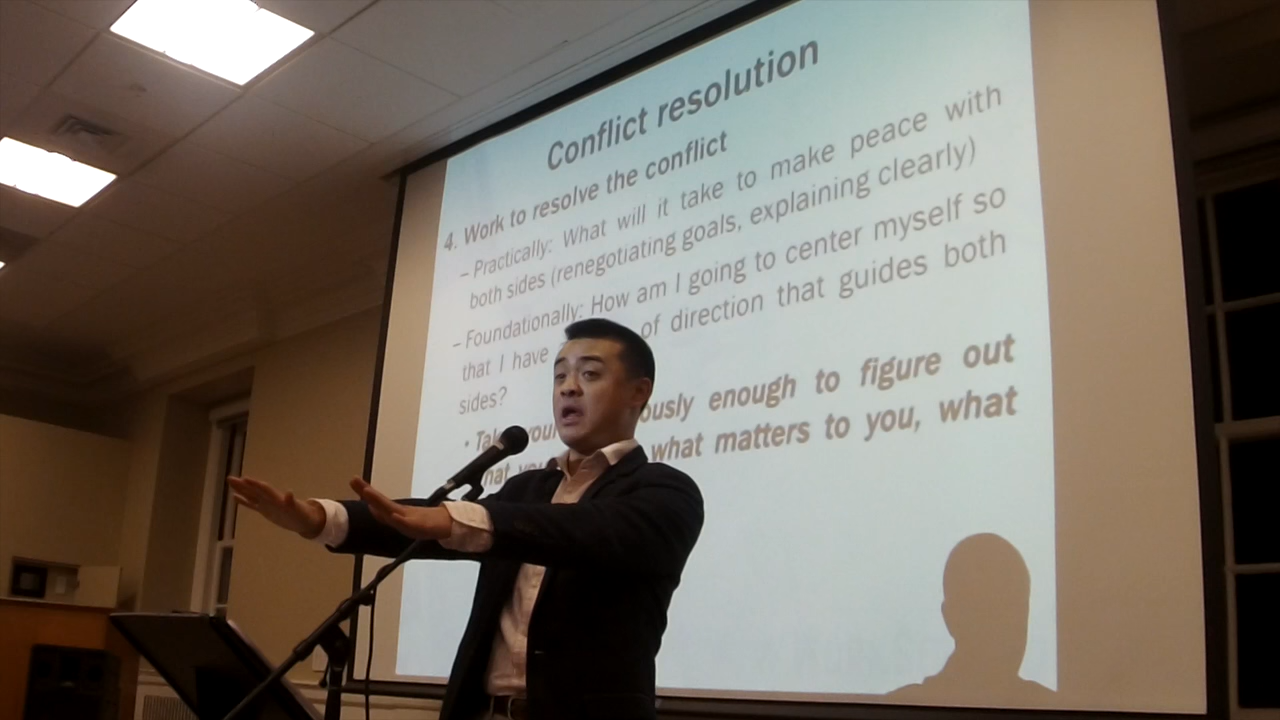 Conflict resolution
4. Work to resolve the conflict
– Practically: What will it take to make peace with
both sides (renegotiating goals, explaining clearly)
– Foundationally: How am I going to center myself so
that I have of direction that guides both
sides?
• enough to figure out
what matters to you, what